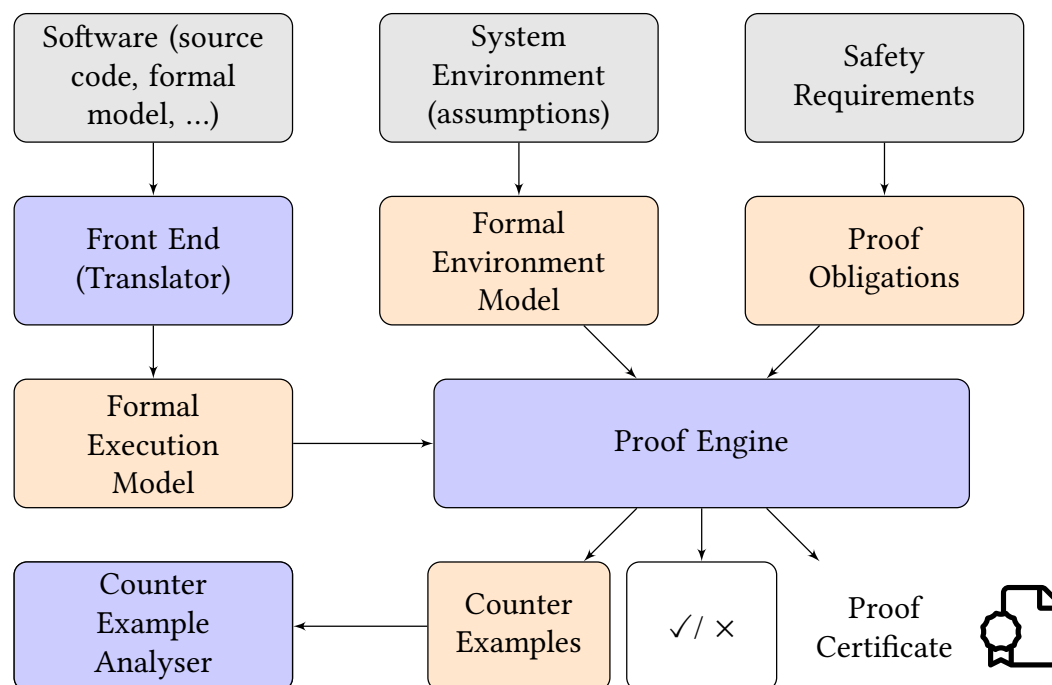 Software (source
code, formal
model, ...)
System
Environment
(assumptions)
Safety
Requirements
Front End
(Translator)
Formal
Environment
Model
Proof
Obligations
Formal
Execution
Model
Proof Engine
Counter
Example
Analyser
Counter
Examples
✓/ ×
Proof
Certificate